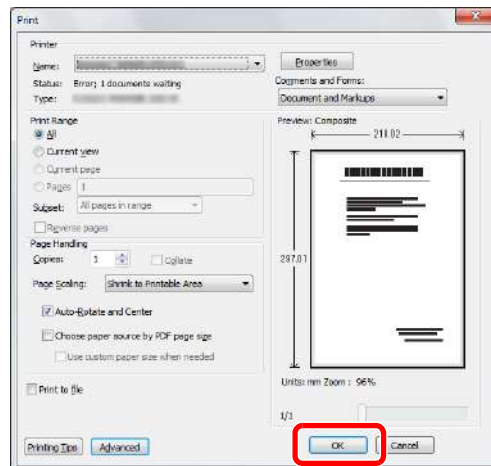 Print
Printer
Name:
Properties
Status: Error; 1 documents waiting
Comments and Forms:
Type:
Document and Markups
Print Range
Preview: Composite
All
210.02
Current view
Current page
Pages 1
Subset: All pages in range
Reverse pages
Page Handling
Copies: 1 Collate
297.01
Page Scaling: Shrink to Printable Area
Auto-Rotate and Center
Choose paper source by PDF page size
Use custom paper size when needed
Print to file
Units: mm Zoom : 96%
1/1
Printing Tips Advanced OK Cancel